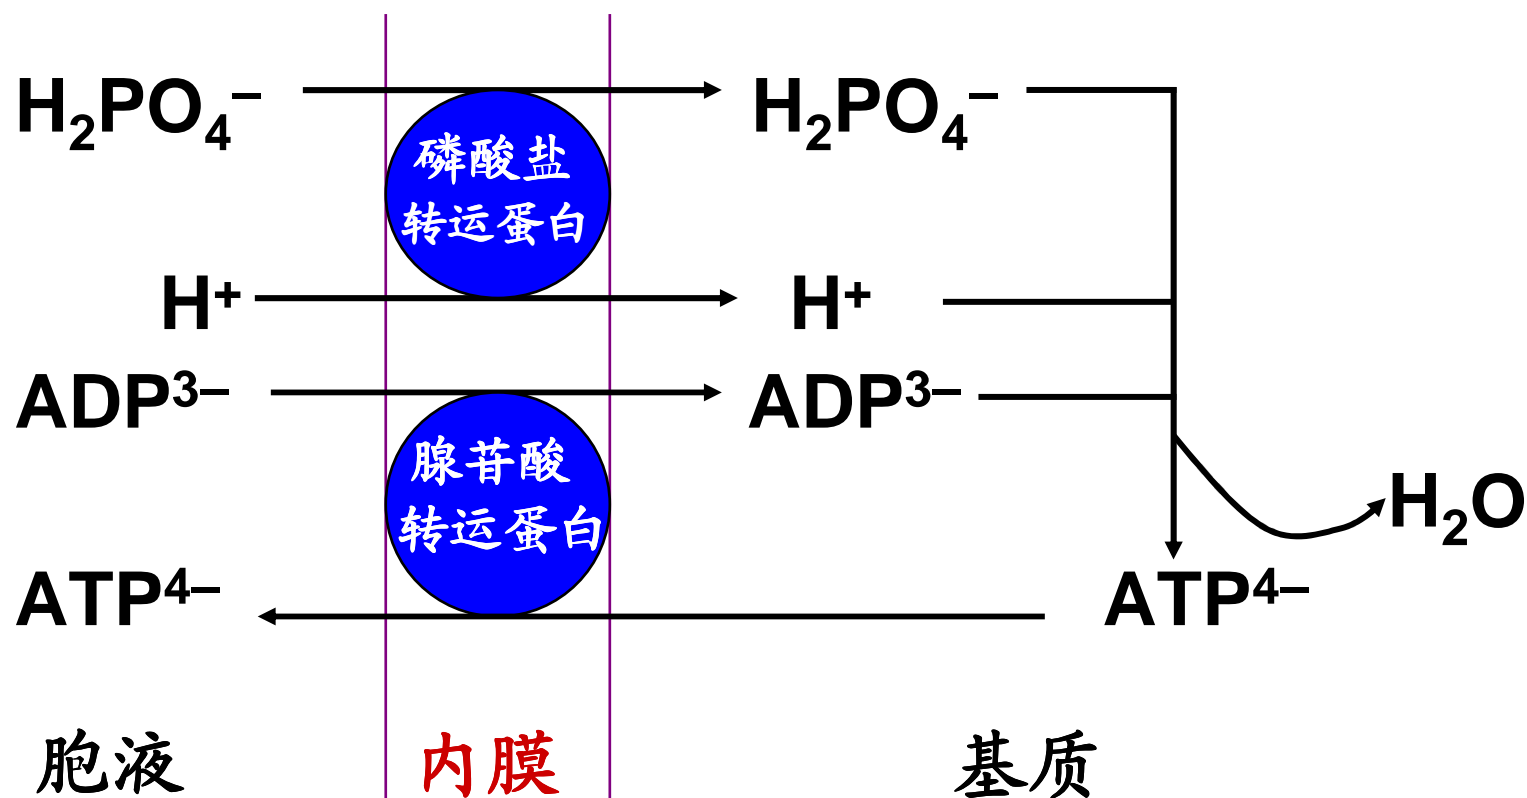 H₂PO₄⁻ H₂PO₄⁻
磷酸盐
转运蛋白
H⁺ H⁺
ADP³⁻ ADP³⁻
腺苷酸
转运蛋白
H₂O
ATP⁴⁻ ATP⁴⁻
胞液 内膜 基质